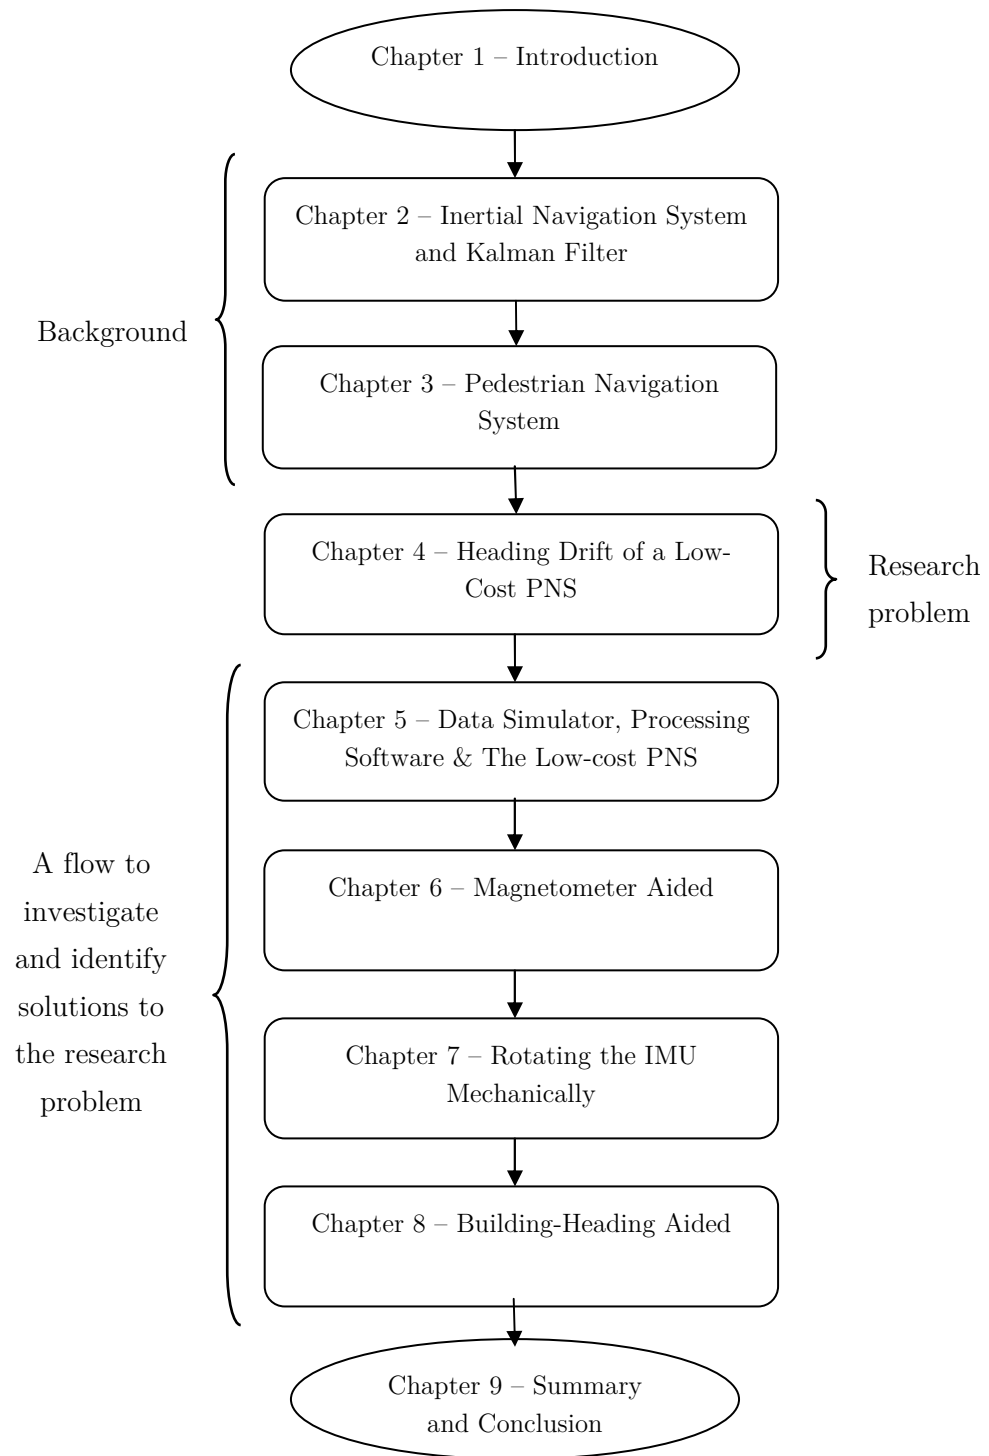 Chapter 1 – Introduction
Chapter 2 – Inertial Navigation System
and Kalman Filter
Background
Chapter 3 – Pedestrian Navigation
System
Chapter 4 – Heading Drift of a Low-
Cost PNS
Research
problem
Chapter 5 – Data Simulator, Processing
Software & The Low-cost PNS
A flow to
investigate
and identify
solutions to
the research
problem
Chapter 6 – Magnetometer Aided
Chapter 7 – Rotating the IMU
Mechanically
Chapter 8 – Building-Heading Aided
Chapter 9 – Summary
and Conclusion